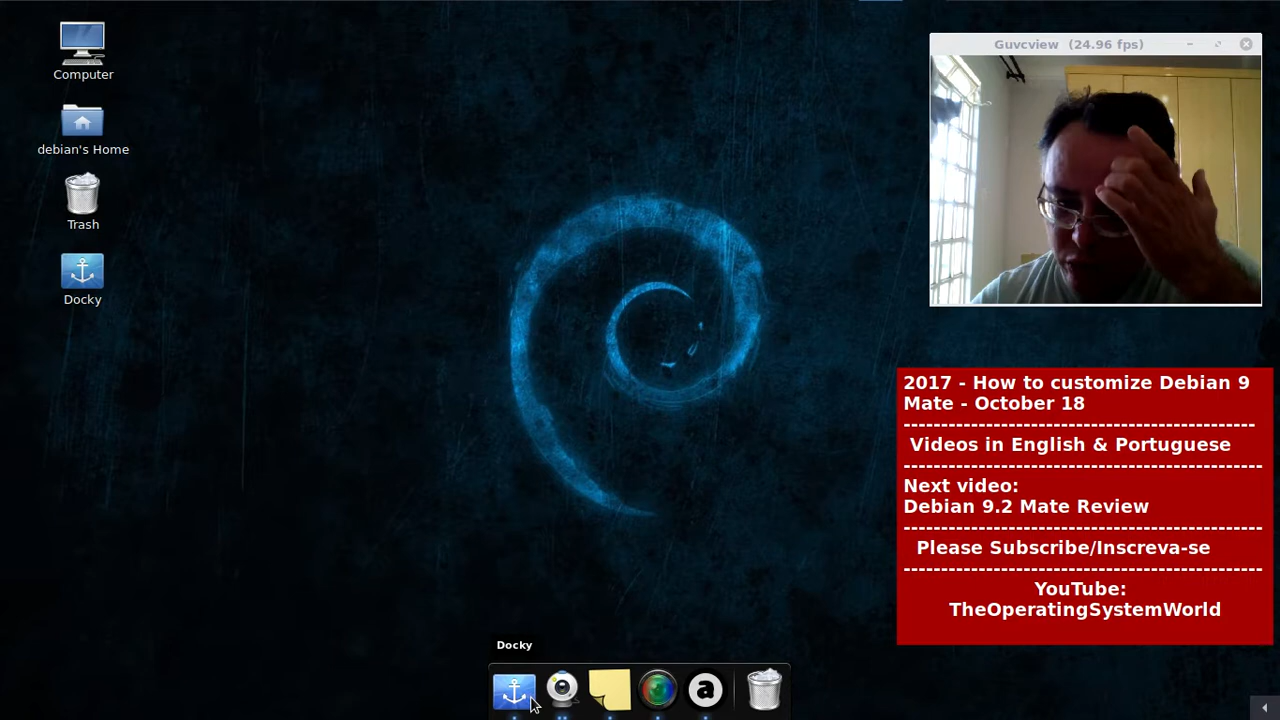 Computer
debian's Home
Trash
Docky
Guvcview (24.96 fps)
2017 - How to customize Debian 9
Mate - October 18
-------------------------------------------------
Videos in English & Portuguese
--------------------------------------------------
Next video:
Debian 9.2 Mate Review
--------------------------------------------------
Please Subscribe/Inscreva-se
--------------------------------------------------
YouTube:
TheOperatingSystemWorld
Docky
a